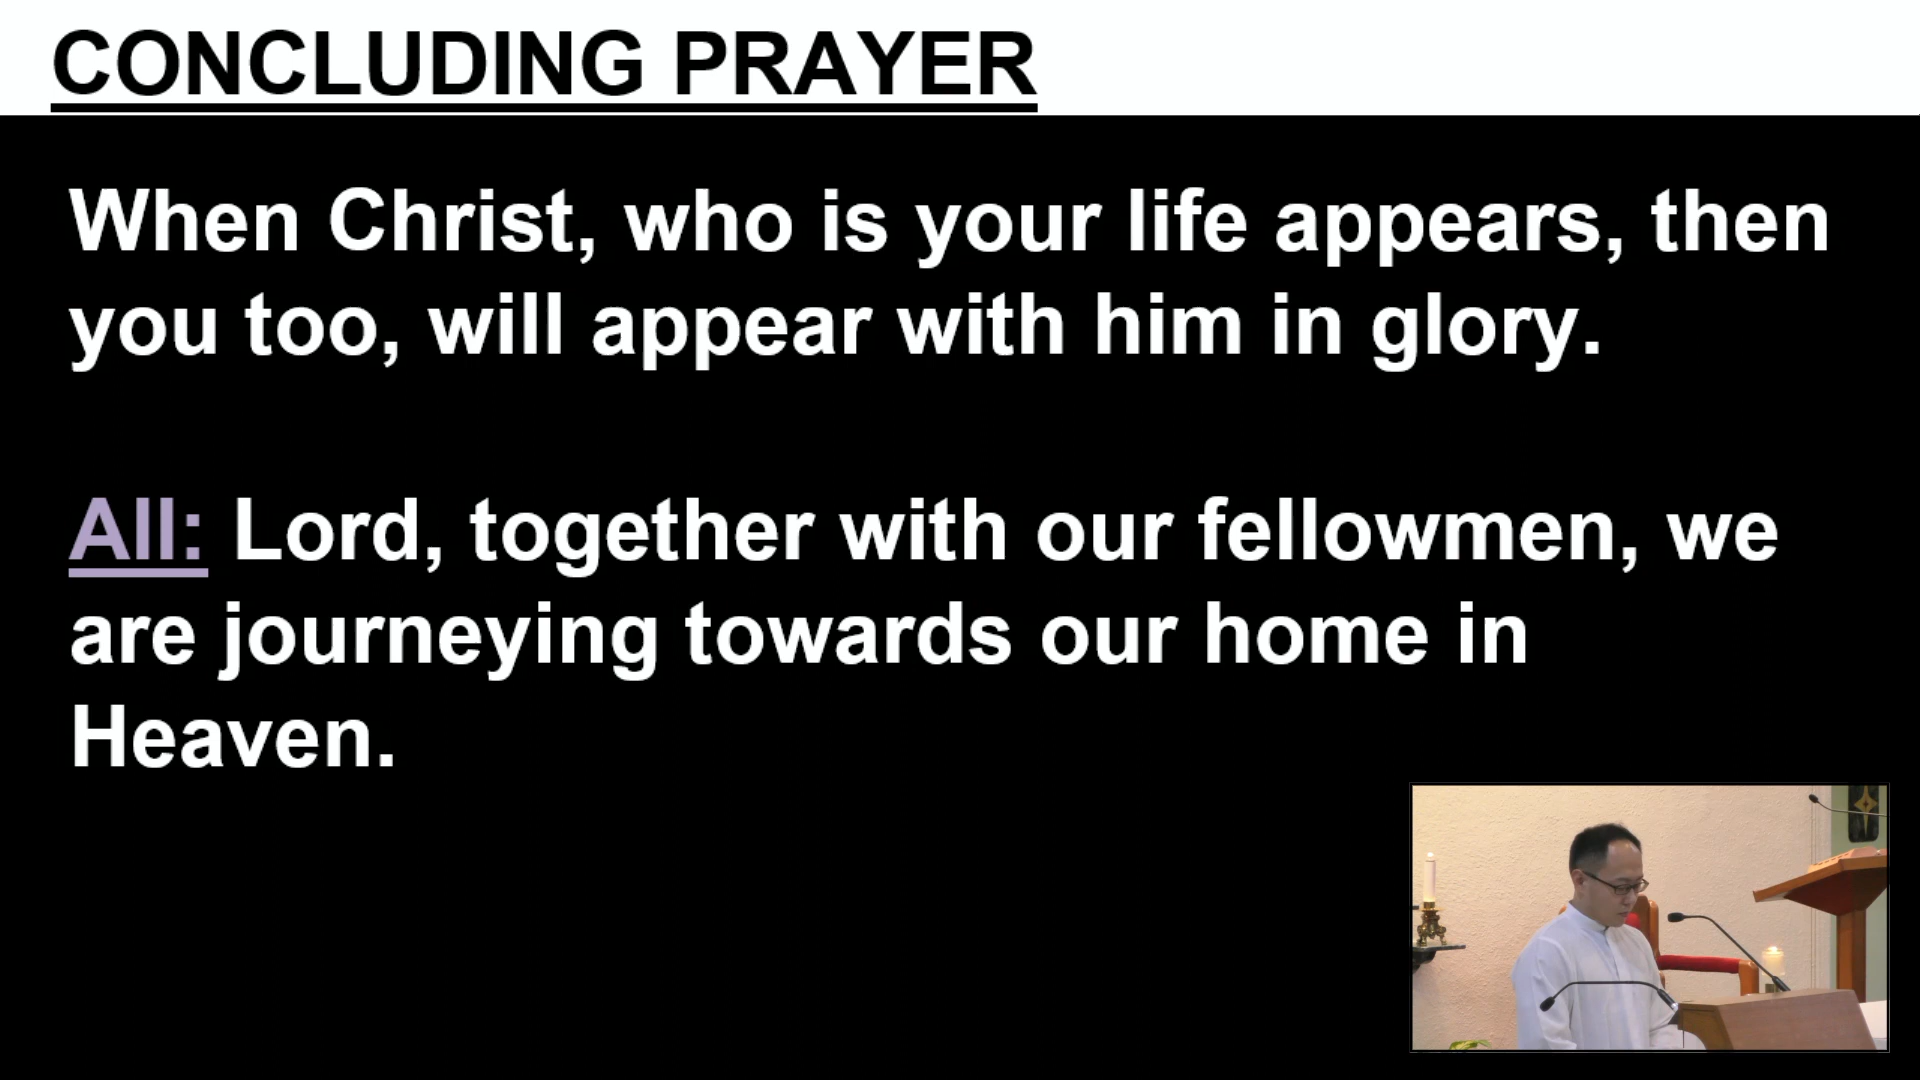 CONCLUDING PRAYER
When Christ, who is your life appears, then
you too, will appear with him in glory.
All: Lord, together with our fellowmen, we
are journeying towards our home in
Heaven.